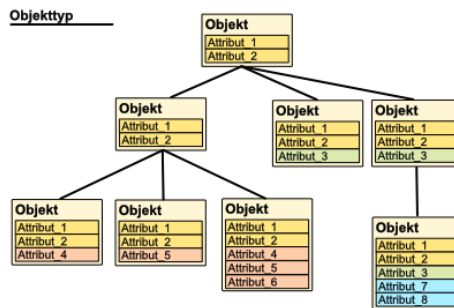 Objekttyp
Objekt
Attribut_1
Attribut_2
Objekt
Attribut_1
Attribut_2
Objekt
Attribut_1
Attribut_2
Attribut_3
Objekt
Attribut_1
Attribut_2
Attribut_3
Objekt
Attribut_1
Attribut_2
Attribut_4
Objekt
Attribut_1
Attribut_2
Attribut_5
Objekt
Attribut_1
Attribut_2
Attribut_4
Attribut_5
Attribut_6
Objekt
Attribut_1
Attribut_2
Attribut_3
Attribut_7
Attribut_8